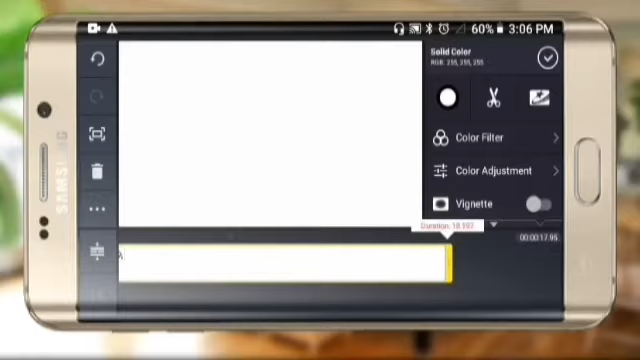 60% 3:06 PM
Solid Color
RGB: 255, 255, 255
Color Filter
Color Adjustment
Vignette
00:00:17.95
SAMSUNG